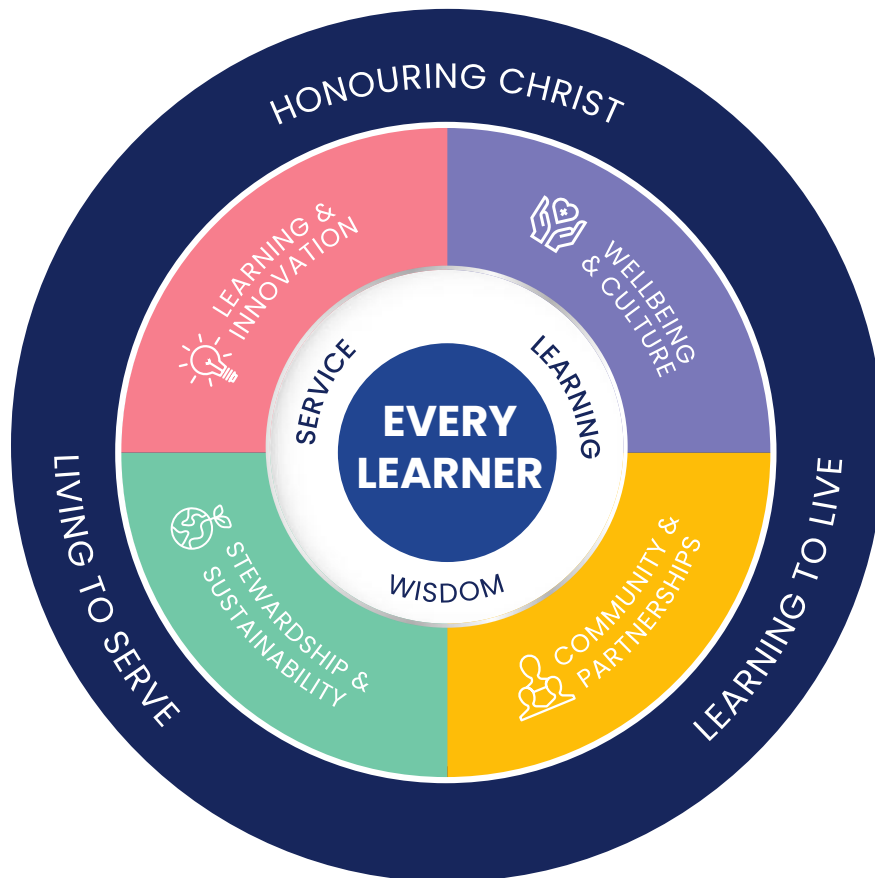 HONOURING CHRIST
LEARNING &
INNOVATION
WELLBEING
& CULTURE
SERVICE
LEARNING
EVERY
LEARNER
WISDOM
LIVING TO SERVE
LEARNING TO LIVE
STEWARDSHIP &
SUSTAINABILITY
COMMUNITY &
PARTNERSHIPS